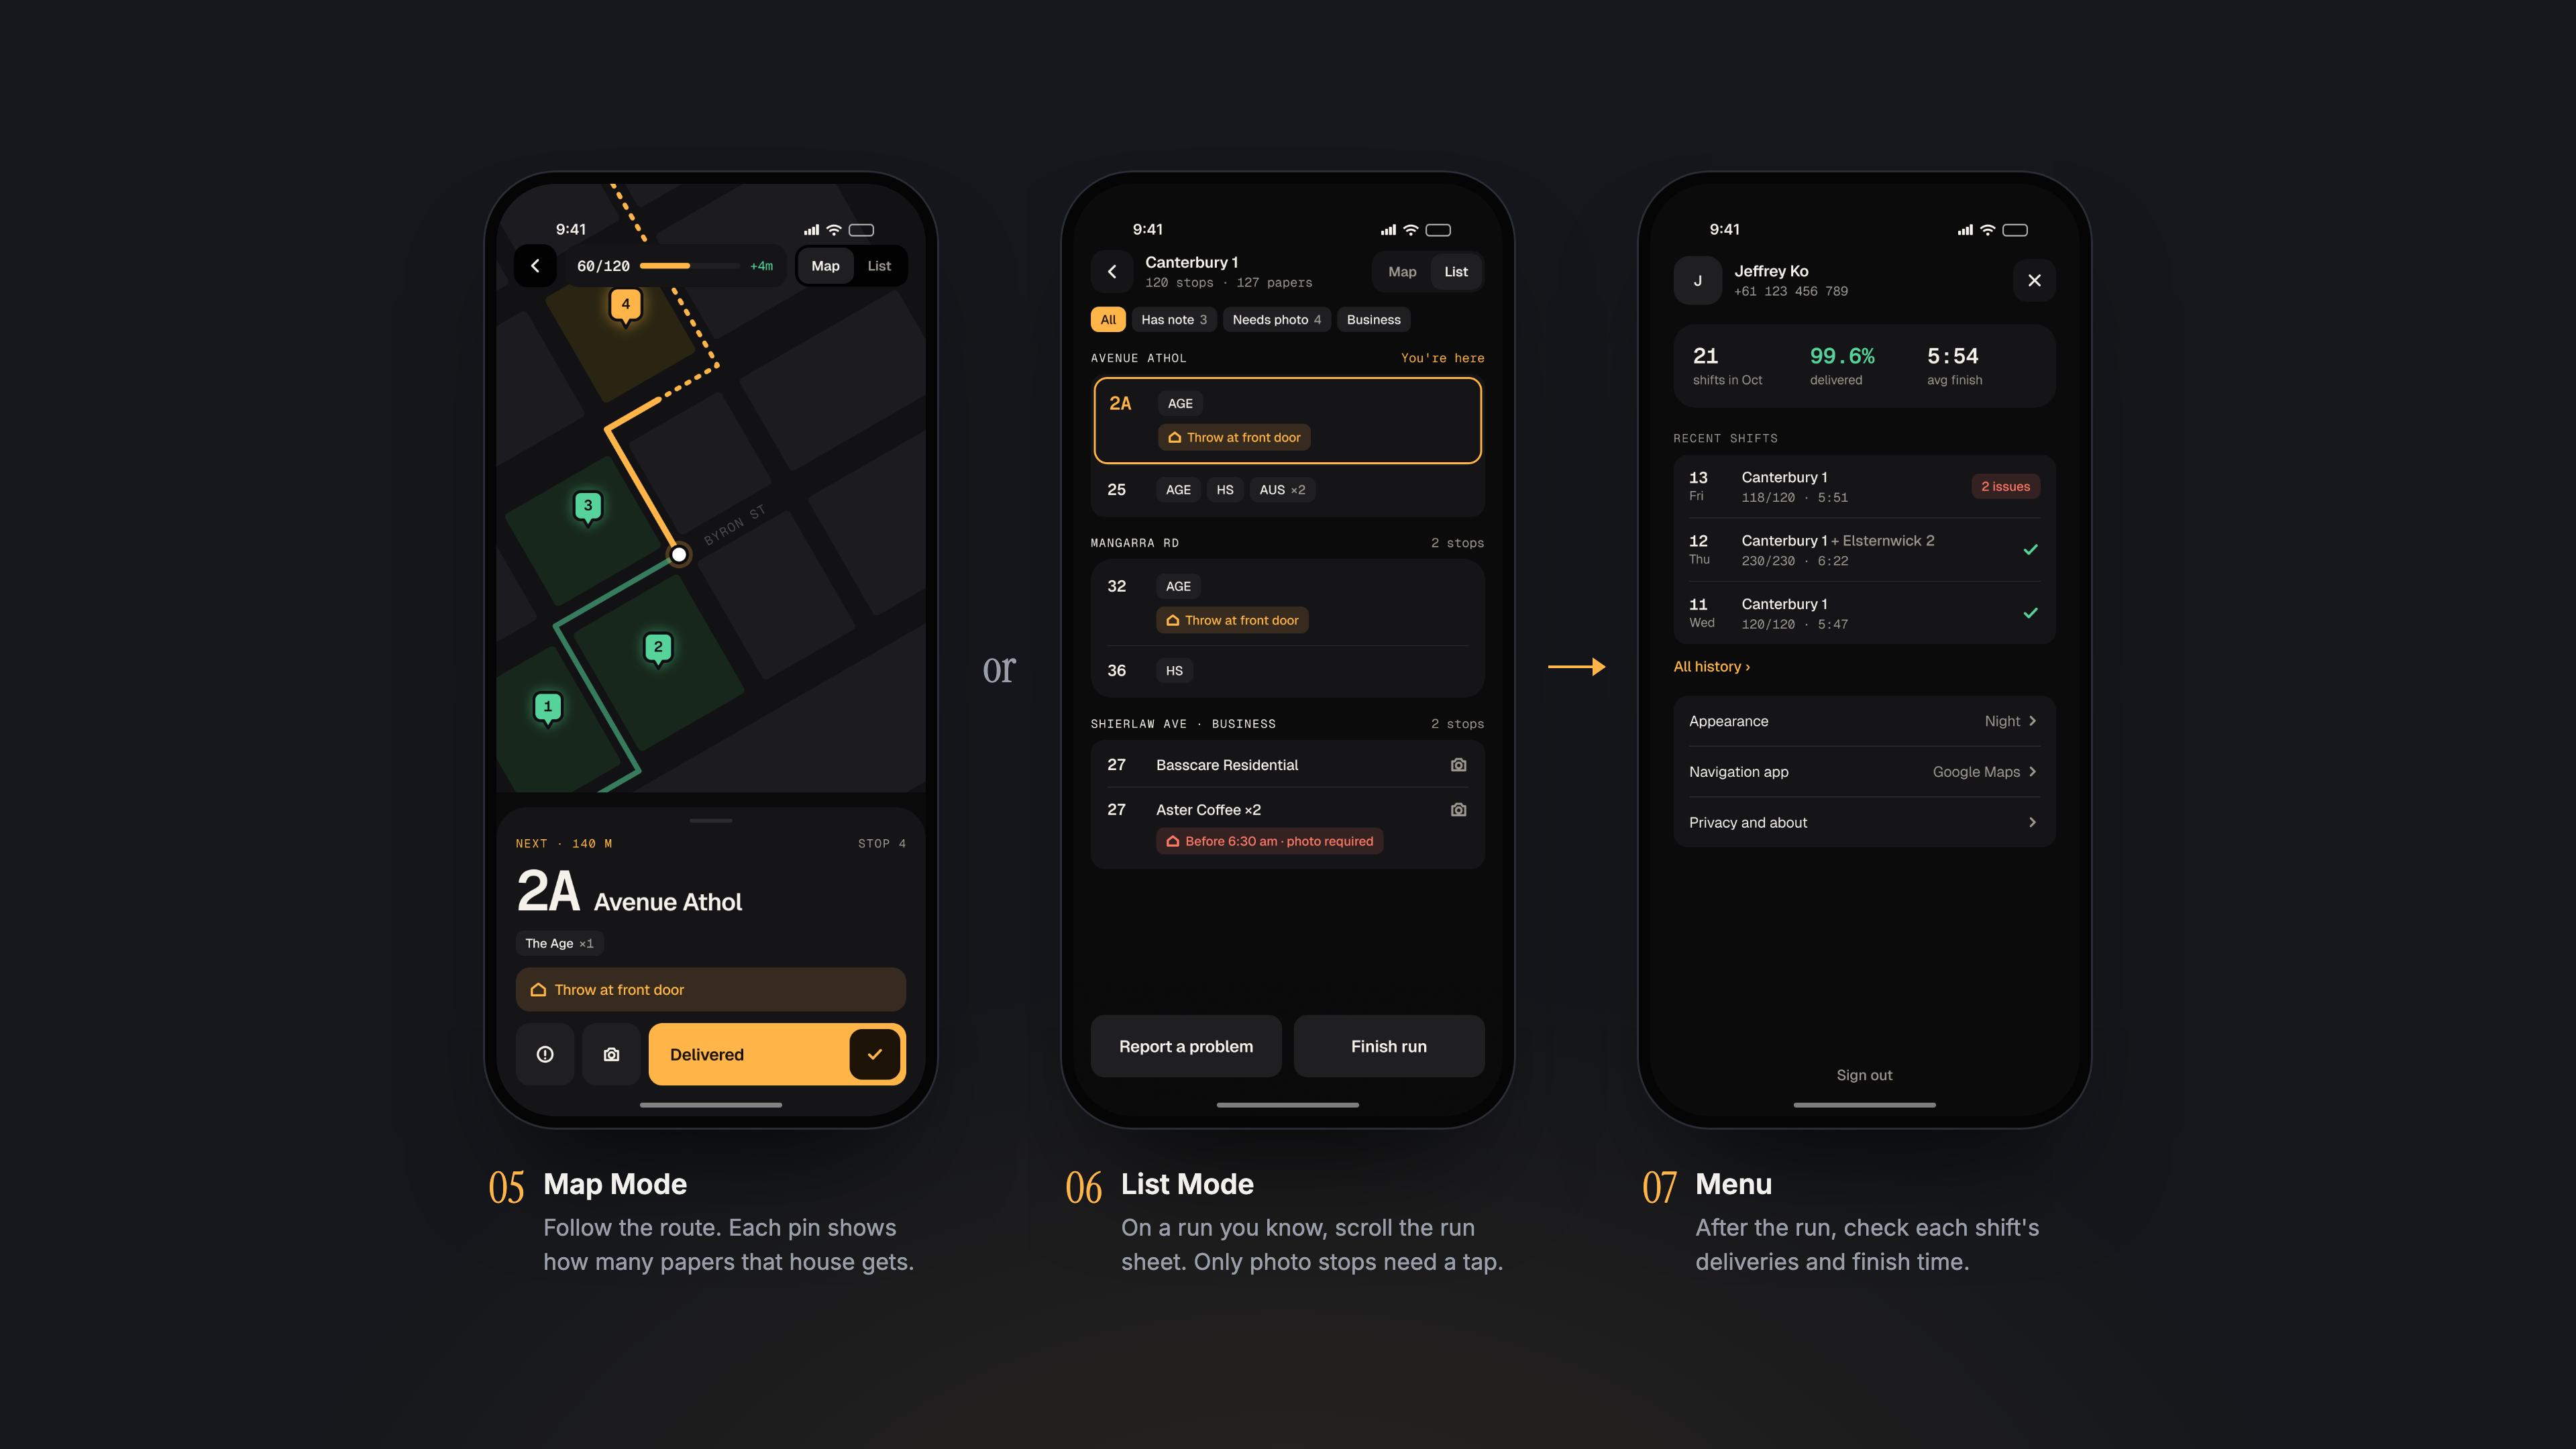 9:41
60/120 +4m Map List
4
3
BYRON ST
2
1
NEXT · 140 M STOP 4
2A Avenue Athol
The Age ×1
Throw at front door
Delivered
05 Map Mode
Follow the route. Each pin shows
how many papers that house gets.
or
9:41
Canterbury 1
120 stops · 127 papers
Map List
All Has note 3 Needs photo 4 Business
AVENUE ATHOL You're here
2A AGE
Throw at front door
25 AGE HS AUS ×2
MANGARRA RD 2 stops
32 AGE
Throw at front door
36 HS
SHIERLAW AVE · BUSINESS 2 stops
27 Basscare Residential
27 Aster Coffee ×2
Before 6:30 am · photo required
Report a problem Finish run
06 List Mode
On a run you know, scroll the run
sheet. Only photo stops need a tap.
9:41
J Jeffrey Ko
+61 123 456 789
21 99.6% 5:54
shifts in Oct delivered avg finish
RECENT SHIFTS
13 Canterbury 1
Fri 118/120 · 5:51
2 issues
12 Canterbury 1 + Elsternwick 2
Thu 230/230 · 6:22
11 Canterbury 1
Wed 120/120 · 5:47
All history ›
Appearance Night
Navigation app Google Maps
Privacy and about
Sign out
07 Menu
After the run, check each shift's
deliveries and finish time.